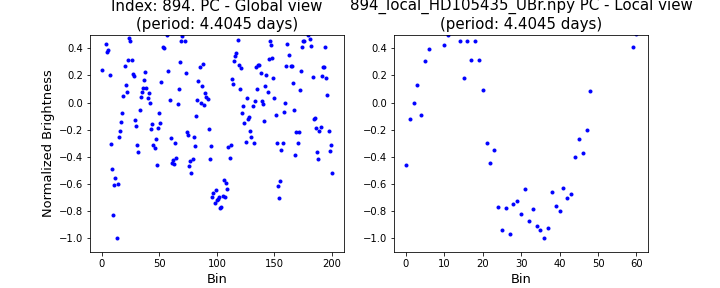 Index: 894. PC - Global view
(period: 4.4045 days)
894_local_HD105435_UBr.npy PC - Local view
(period: 4.4045 days)
Normalized Brightness
0.4
0.2
0.0
−0.2
−0.4
−0.6
−0.8
−1.0
0 50 100 150 200
Bin
0.4
0.2
0.0
−0.2
−0.4
−0.6
−0.8
−1.0
0 10 20 30 40 50 60
Bin